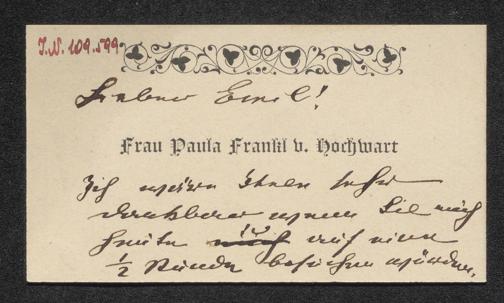 I.N. 109.599
Lieber Emil!
Frau Paula Frankl v. Hochwart
Ich wäre Ihnen sehr
dankbar wenn Sie mich
heute auf eine
1/2 Stunde besuchen würden.